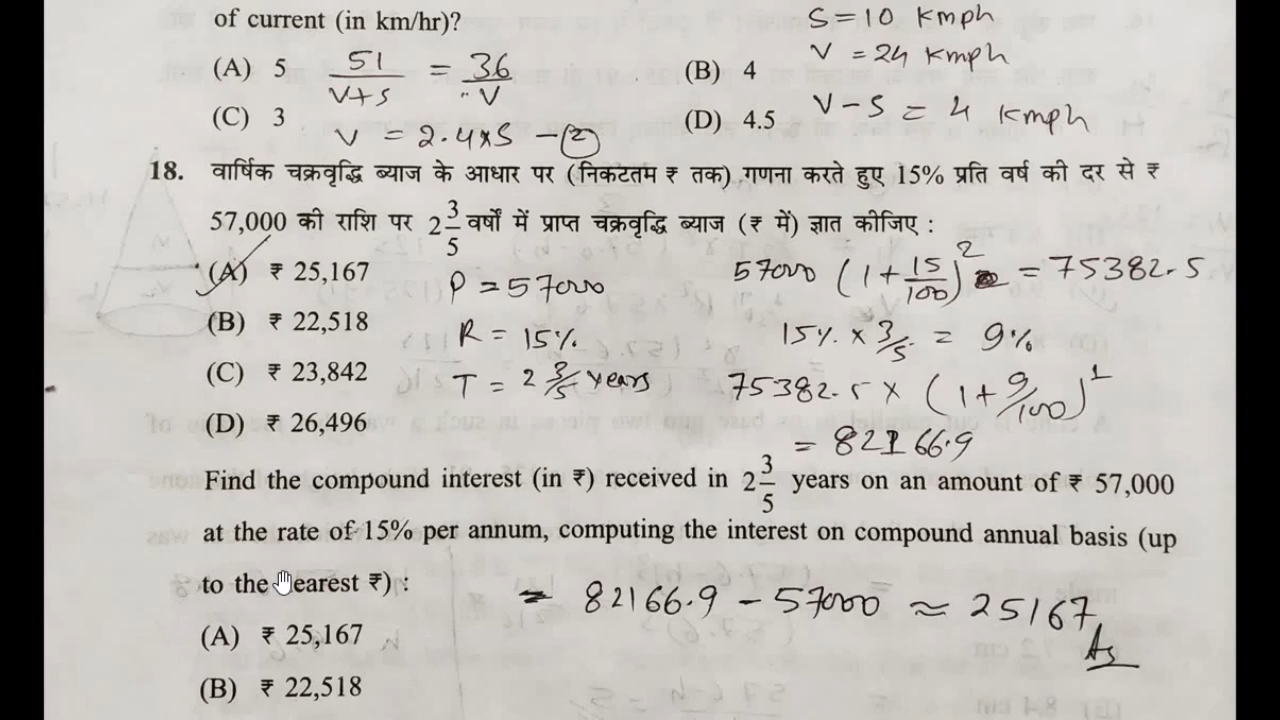 of current (in km/hr)?
S = 10 Kmph
(A) 5
51/V+S = 36/V
(B) 4
V = 24 Kmph
(C) 3
V = 2.4×S -②
(D) 4.5
V - S = 4 Kmph
18. वार्षिक चक्रवृद्धि ब्याज के आधार पर (निकटतम ₹ तक) गणना करते हुए 15% प्रति वर्ष की दर से ₹
57,000 की राशि पर 2 3/5 वर्षों में प्राप्त चक्रवृद्धि ब्याज (₹ में) ज्ञात कीजिए :
(A) ₹ 25,167
P = 57000
57000 (1+15/100)² = 75382.5
(B) ₹ 22,518
R = 15%
15% × 3/5 = 9%
(C) ₹ 23,842
T = 2 3/5 years
75382.5 × (1+9/100)¹
(D) ₹ 26,496
= 82166.9
Find the compound interest (in ₹) received in 2 3/5 years on an amount of ₹ 57,000
at the rate of 15% per annum, computing the interest on compound annual basis (up
to the nearest ₹) :
= 82166.9 - 57000 ≈ 25167
(A) ₹ 25,167
As
(B) ₹ 22,518